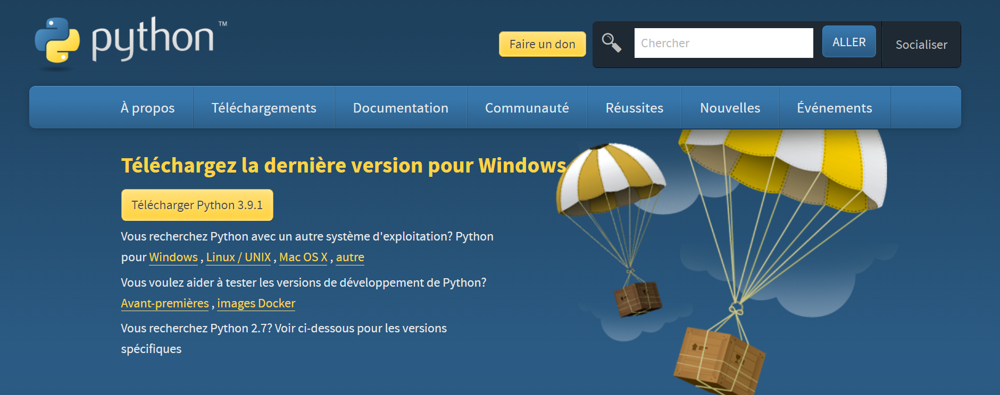 python™
Faire un don
Chercher
ALLER
Socialiser
À propos
Téléchargements
Documentation
Communauté
Réussites
Nouvelles
Événements
Téléchargez la dernière version pour Windows
Télécharger Python 3.9.1
Vous recherchez Python avec un autre système d'exploitation? Python
pour Windows , Linux / UNIX , Mac OS X , autre
Vous voulez aider à tester les versions de développement de Python?
Avant-premières , images Docker
Vous recherchez Python 2.7? Voir ci-dessous pour les versions
spécifiques